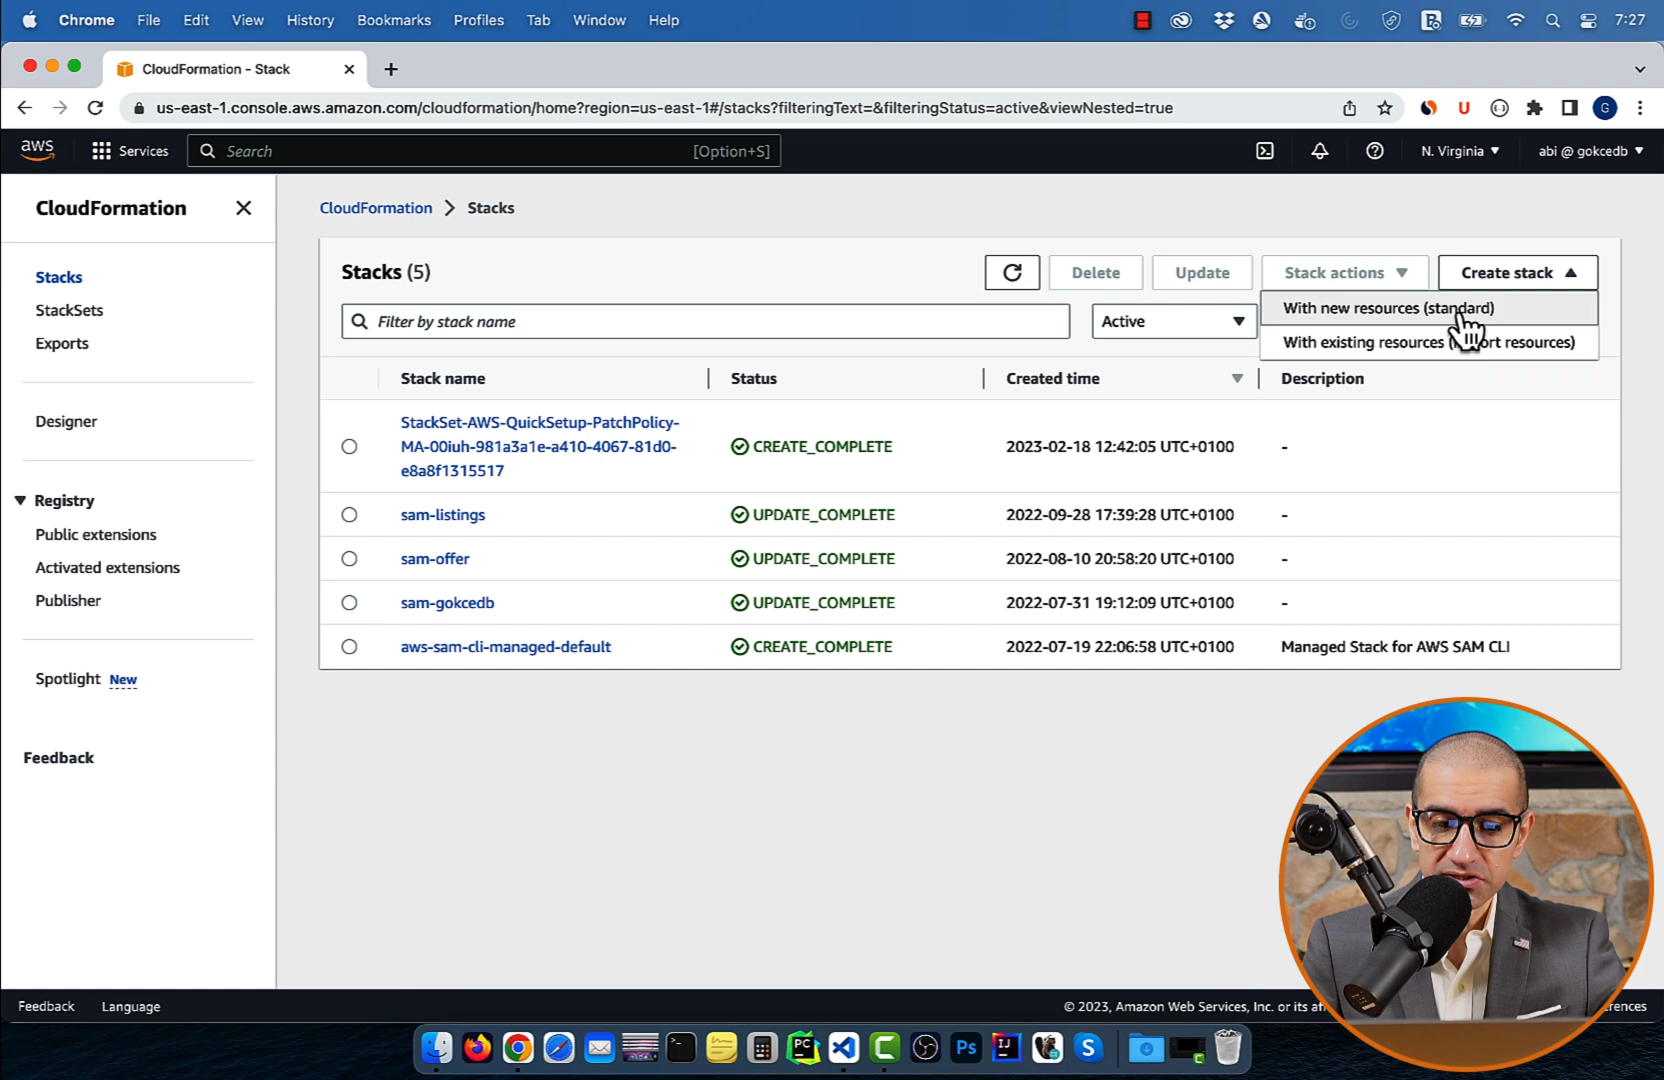 Chrome File Edit View History Bookmarks Profiles Tab Window Help 7:27
CloudFormation - Stack
us-east-1.console.aws.amazon.com/cloudformation/home?region=us-east-1#/stacks?filteringText=&filteringStatus=active&viewNested=true
U G
aws Services Search [Option+S] N. Virginia abi @ gokcedb
CloudFormation
Stacks
StackSets
Exports
Designer
Registry
Public extensions
Activated extensions
Publisher
Spotlight New
Feedback
CloudFormation > Stacks
Stacks (5) Delete Update Stack actions Create stack
Filter by stack name Active
With new resources (standard)
With existing resources resources)
Stack name Status Created time Description
StackSet-AWS-QuickSetup-PatchPolicy-
MA-00iuh-981a3a1e-a410-4067-81d0-
e8a8f1315517
CREATE_COMPLETE 2023-02-18 12:42:05 UTC+0100 -
sam-listings UPDATE_COMPLETE 2022-09-28 17:39:28 UTC+0100 -
sam-offer UPDATE_COMPLETE 2022-08-10 20:58:20 UTC+0100 -
sam-gokcedb UPDATE_COMPLETE 2022-07-31 19:12:09 UTC+0100 -
aws-sam-cli-managed-default CREATE_COMPLETE 2022-07-19 22:06:58 UTC+0100 Managed Stack for AWS SAM CLI
Feedback Language © 2023, Amazon Web Services, Inc. or its
PC C Ps IJ S